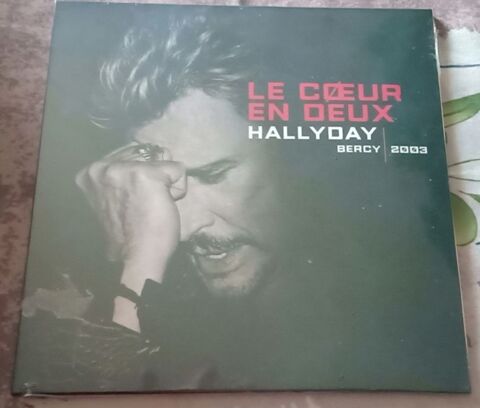 LE CŒUR
EN DEUX
HALLYDAY
BERCY | 2003